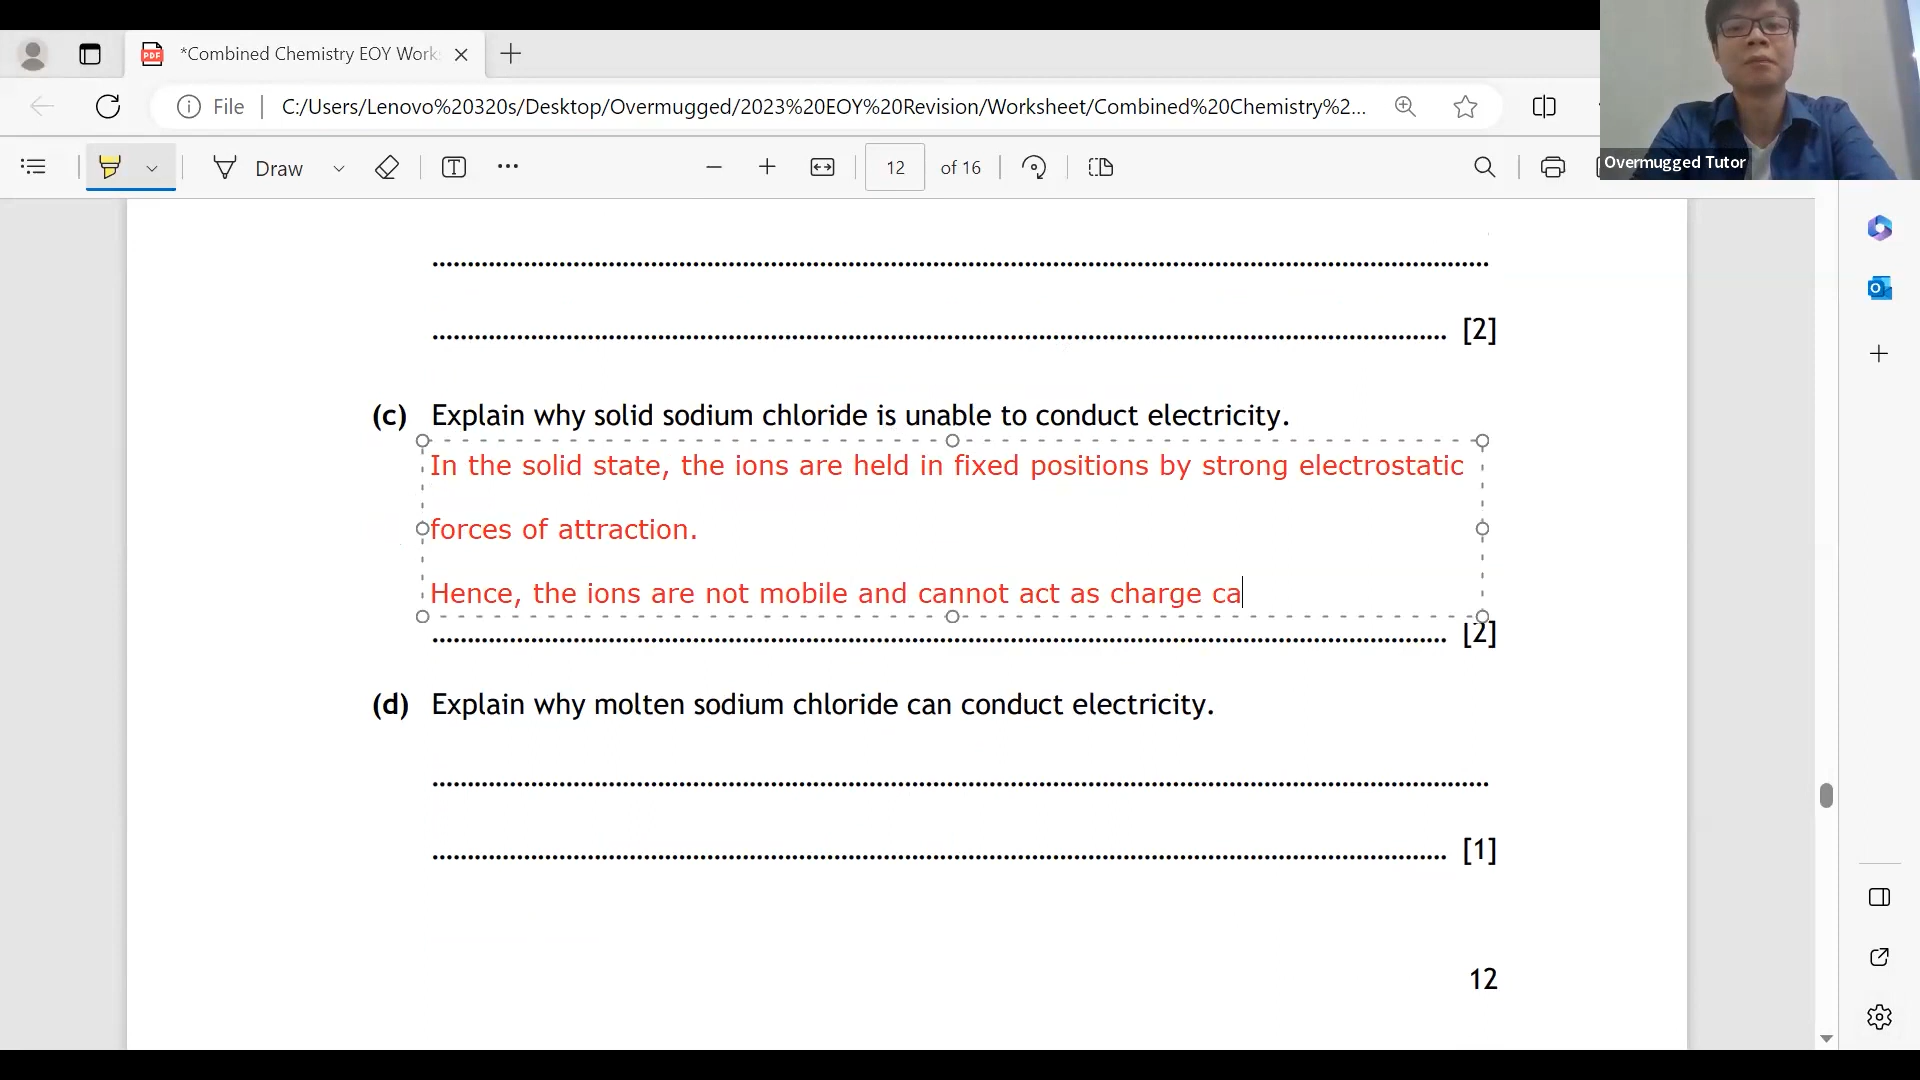 *Combined Chemistry EOY Work
File
C:/Users/Lenovo%20320s/Desktop/Overmugged/2023%20EOY%20Revision/Worksheet/Combined%20Chemistry%2...
Draw
12 of 16
Overmugged Tutor
[2]
(c) Explain why solid sodium chloride is unable to conduct electricity.
In the solid state, the ions are held in fixed positions by strong electrostatic
forces of attraction.
Hence, the ions are not mobile and cannot act as charge ca
[2]
(d) Explain why molten sodium chloride can conduct electricity.
[1]
12